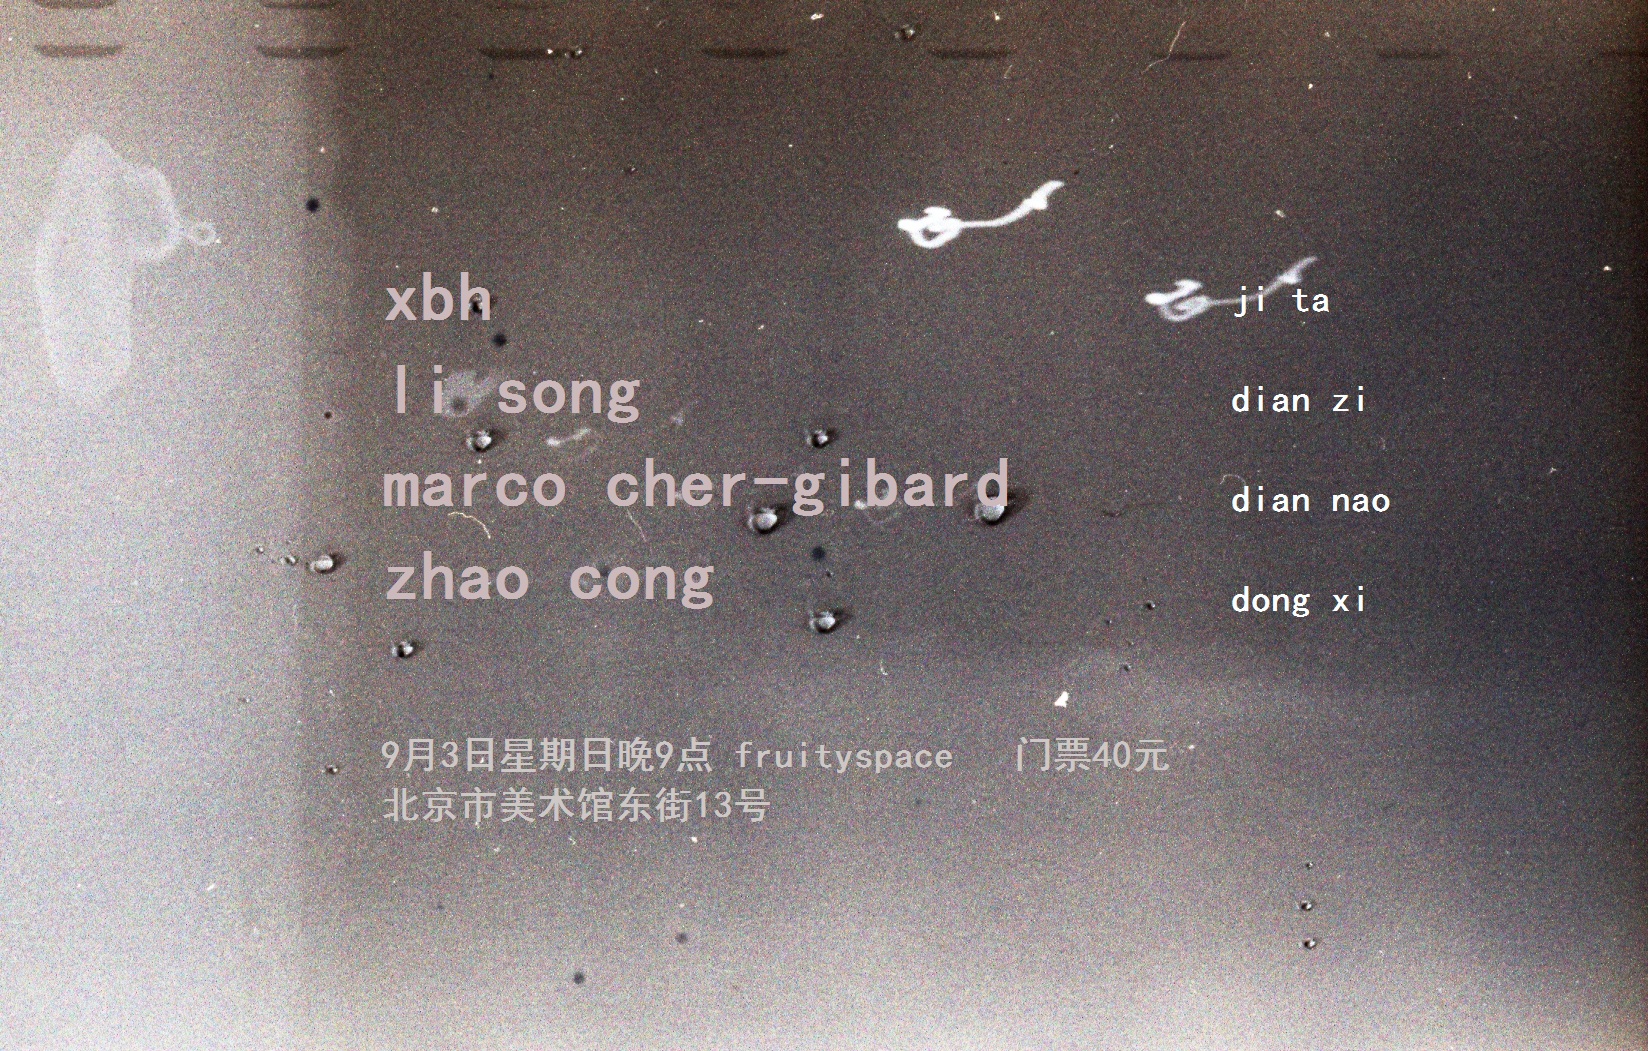 xbh ji ta
li song dian zi
marco cher-gibard dian nao
zhao cong dong xi
9月3日星期日晚9点 fruityspace 门票40元
北京市美术馆东街13号